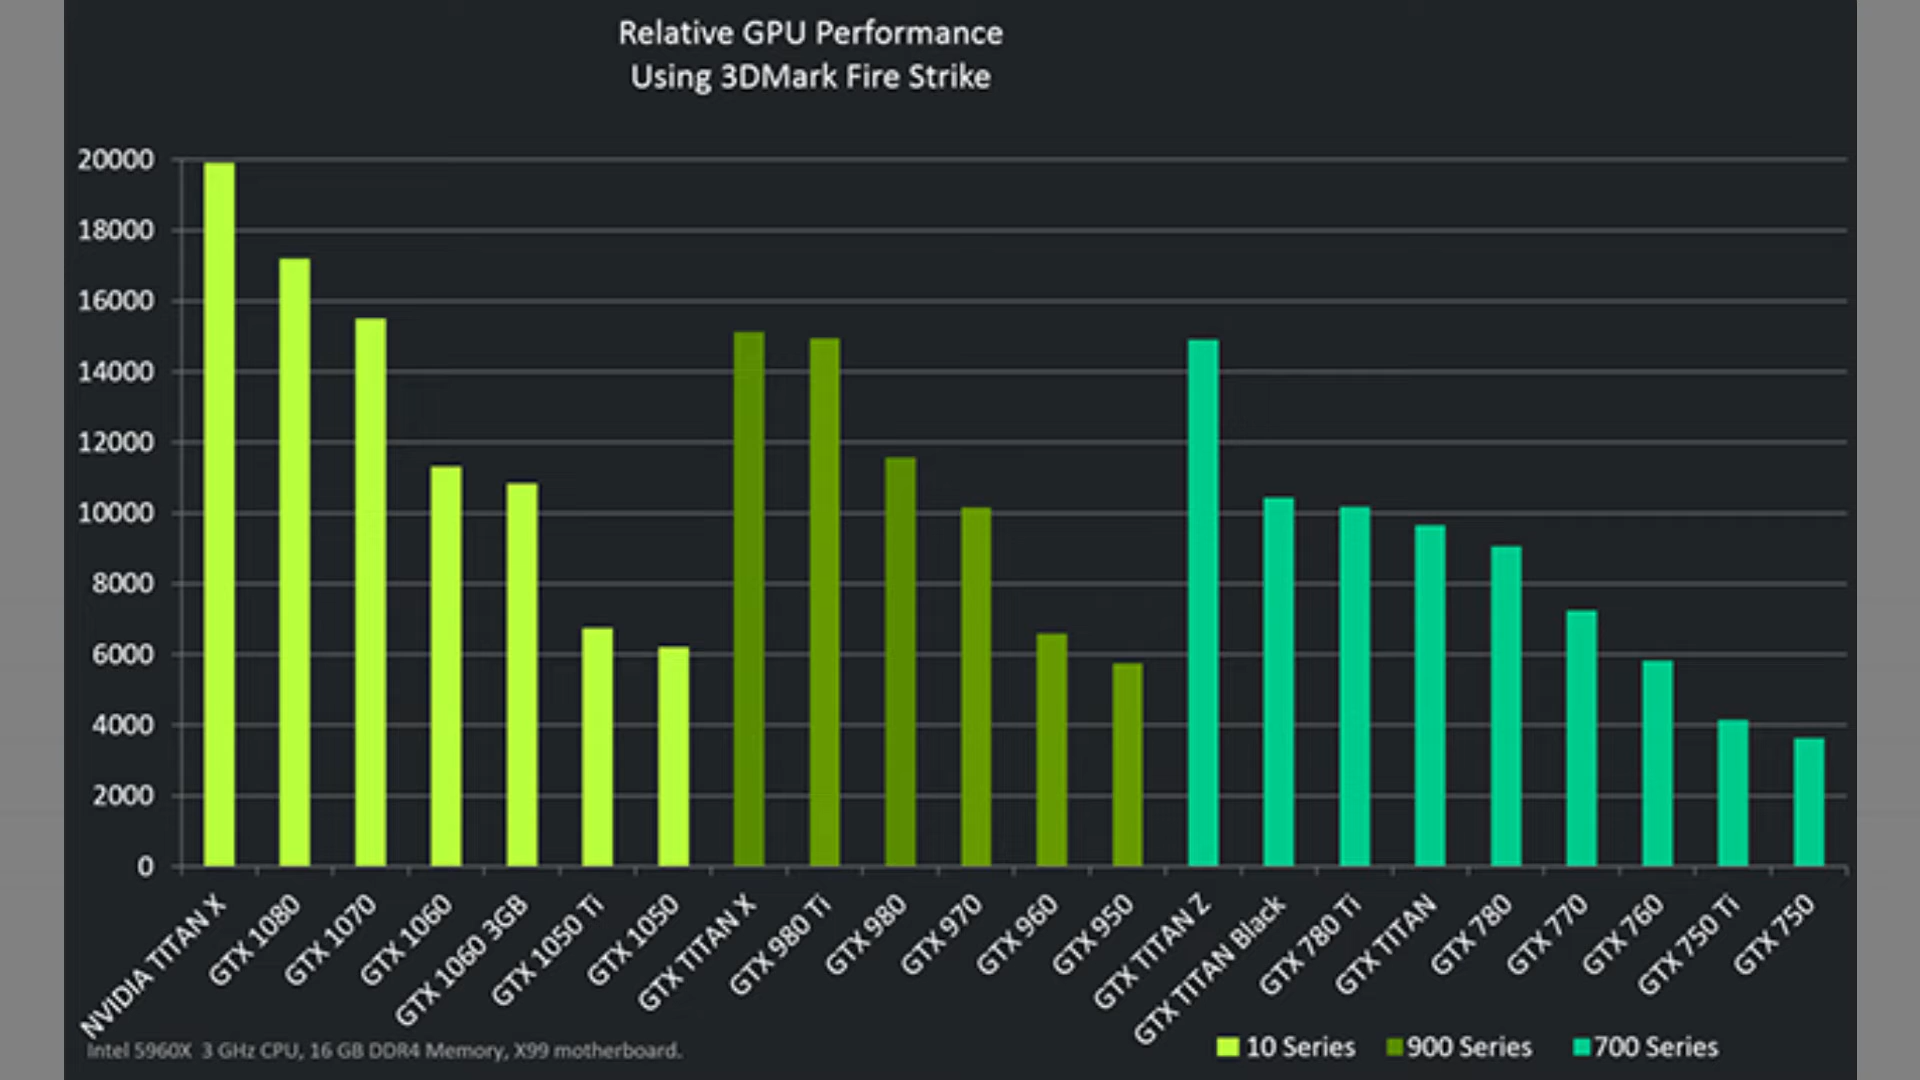 Relative GPU Performance
Using 3DMark Fire Strike
20000
18000
16000
14000
12000
10000
8000
6000
4000
2000
0
NVIDIA TITAN X
GTX 1080
GTX 1070
GTX 1060
GTX 1060 3GB
GTX 1050 Ti
GTX 1050
GTX TITAN X
GTX 980 Ti
GTX 980
GTX 970
GTX 960
GTX 950
GTX TITAN Z
GTX TITAN Black
GTX 780 Ti
GTX TITAN
GTX 780
GTX 770
GTX 760
GTX 750 Ti
GTX 750
Intel 5960X 3 GHz CPU, 16 GB DDR4 Memory, X99 motherboard.
10 Series 900 Series 700 Series